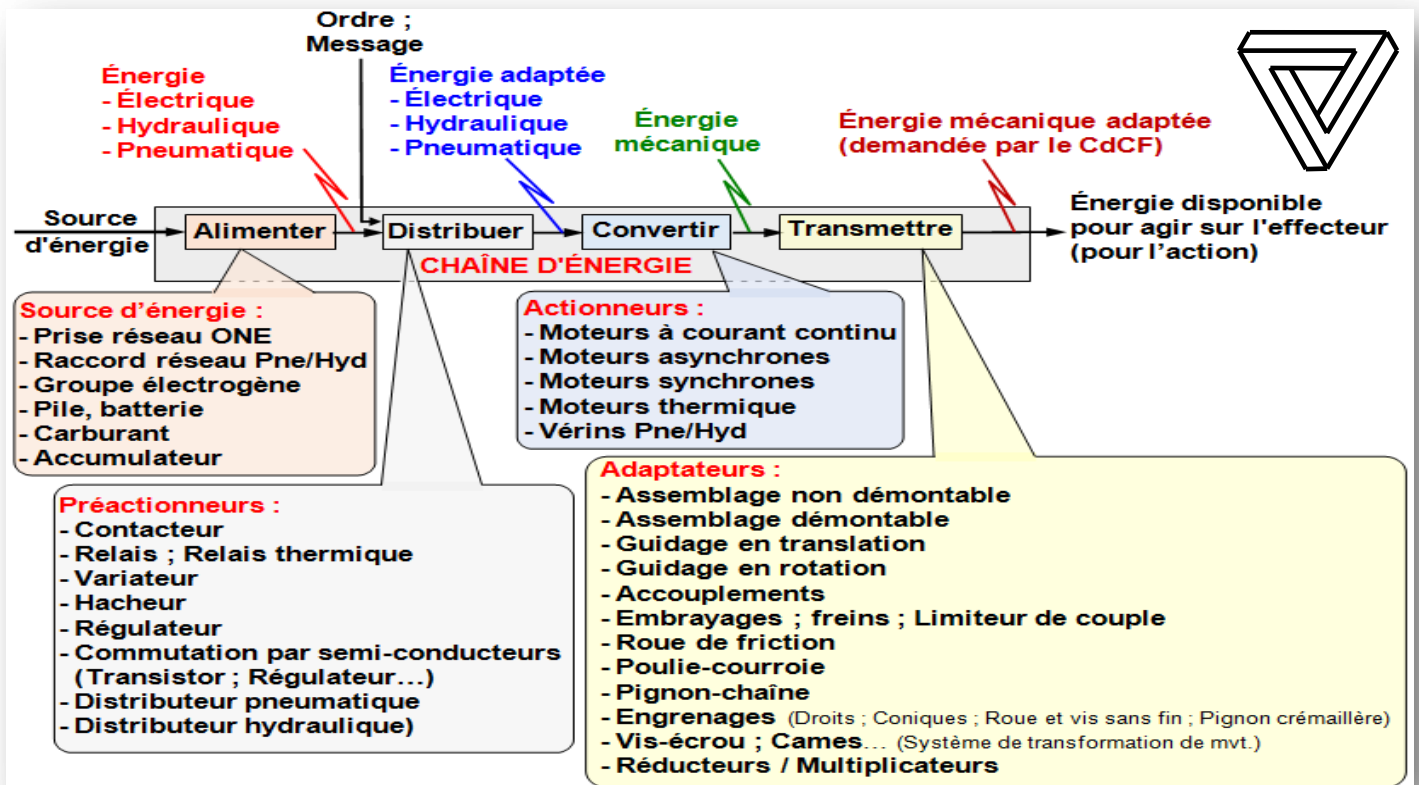 Ordre ;
Message
Énergie
- Électrique
- Hydraulique
- Pneumatique
Énergie adaptée
- Électrique
- Hydraulique
- Pneumatique
Énergie
mécanique
Énergie mécanique adaptée
(demandée par le CdCF)
Source
d'énergie
Alimenter
Distribuer
Convertir
Transmettre
Énergie disponible
pour agir sur l'effecteur
(pour l'action)
CHAÎNE D'ÉNERGIE
Source d'énergie :
- Prise réseau ONE
- Raccord réseau Pne/Hyd
- Groupe électrogène
- Pile, batterie
- Carburant
- Accumulateur
Actionneurs :
- Moteurs à courant continu
- Moteurs asynchrones
- Moteurs synchrones
- Moteurs thermique
- Vérins Pne/Hyd
Préactionneurs :
- Contacteur
- Relais ; Relais thermique
- Variateur
- Hacheur
- Régulateur
- Commutation par semi-conducteurs
(Transistor ; Régulateur…)
- Distributeur pneumatique
- Distributeur hydraulique)
Adaptateurs :
- Assemblage non démontable
- Assemblage démontable
- Guidage en translation
- Guidage en rotation
- Accouplements
- Embrayages ; freins ; Limiteur de couple
- Roue de friction
- Poulie-courroie
- Pignon-chaîne
- Engrenages (Droits ; Coniques ; Roue et vis sans fin ; Pignon crémaillère)
- Vis-écrou ; Cames… (Système de transformation de mvt.)
- Réducteurs / Multiplicateurs